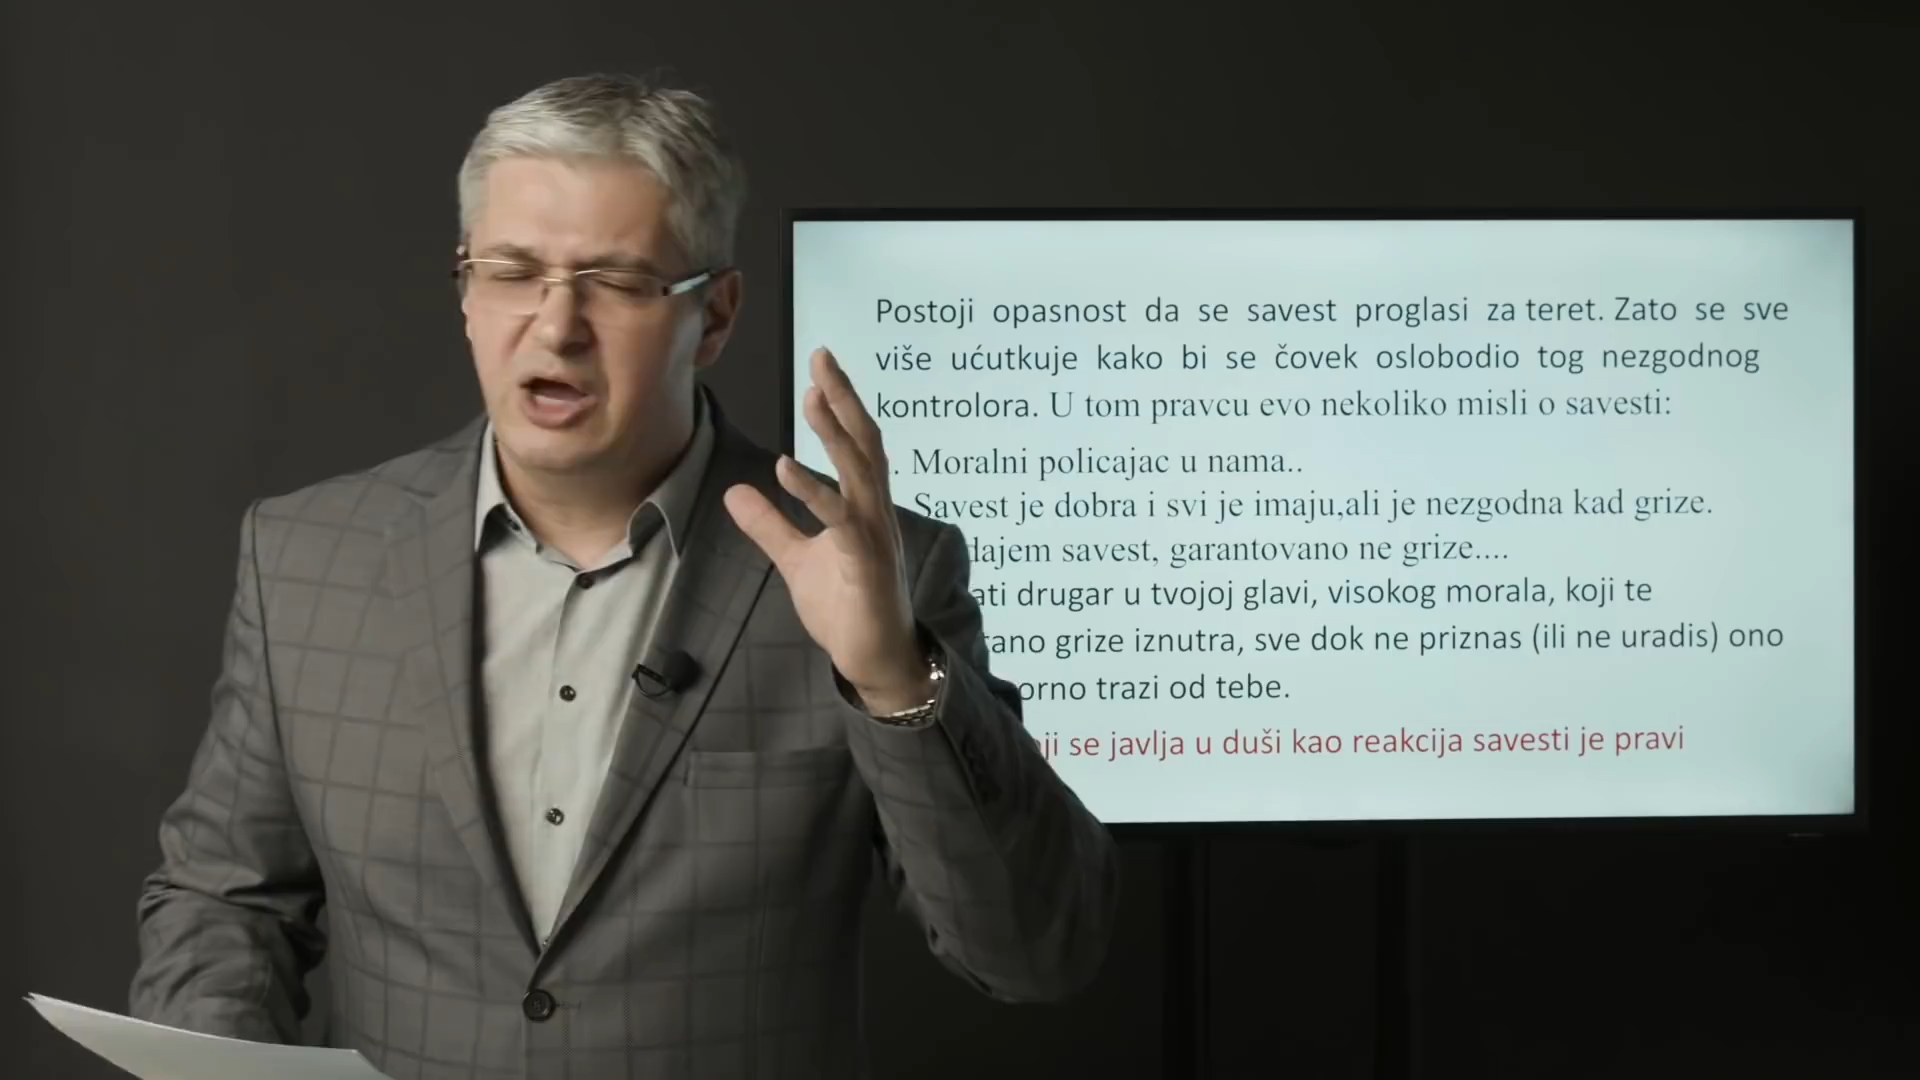 Postoji opasnost da se savest proglasi za teret. Zato se sve
više ućutkuje kako bi se čovek oslobodio tog nezgodnog
kontrolora. U tom pravcu evo nekoliko misli o savesti:
. Moralni policajac u nama..
Savest je dobra i svi je imaju,ali je nezgodna kad grize.
savest, garantovano ne grize....
drugar u tvojoj glavi, visokog morala, koji te
grize iznutra, sve dok ne priznas (ili ne uradis) ono
trazi od tebe.
se javlja u duši kao reakcija savesti je pravi